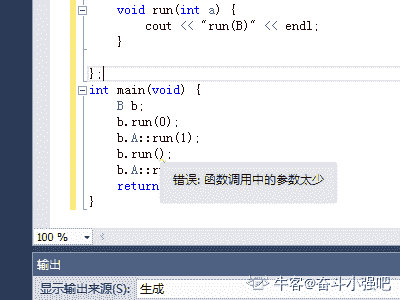 void run(int a) {
cout << "run(B)" << endl;
}
};
int main(void) {
B b;
b.run(0);
b.A::run(1);
b.run();
b.A::r
错误: 函数调用中的参数太少
return
}
100 %
输出
显示输出来源(S): 生成
牛客@奋斗小强吧